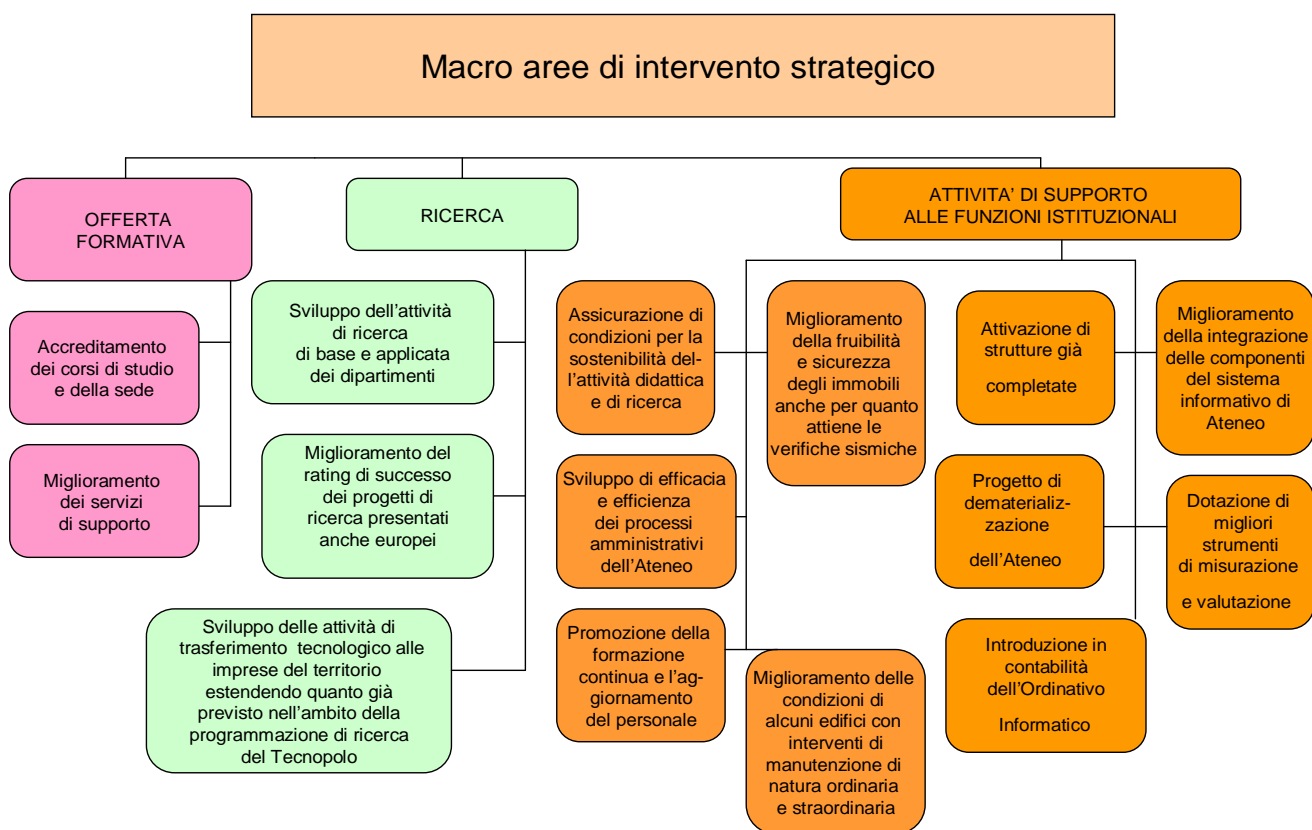 Macro aree di intervento strategico
OFFERTA
FORMATIVA
RICERCA
ATTIVITA' DI SUPPORTO
ALLE FUNZIONI ISTITUZIONALI
Accreditamento
dei corsi di studio
e della sede
Miglioramento
dei servizi
di supporto
Sviluppo dell'attività
di ricerca
di base e applicata
dei dipartimenti
Miglioramento del
rating di successo
dei progetti di
ricerca presentati
anche europei
Sviluppo delle attività di
trasferimento tecnologico alle
imprese del territorio
estendendo quanto già
previsto nell'ambito della
programmazione di ricerca
del Tecnopolo
Assicurazione di
condizioni per la
sostenibilità del-
l'attività didattica
e di ricerca
Miglioramento
della fruibilità
e sicurezza
degli immobili
anche per quanto
attiene le
verifiche sismiche
Sviluppo di efficacia
e efficienza
dei processi
amministrativi
dell'Ateneo
Promozione della
formazione
continua e l'ag-
giornamento
del personale
Miglioramento delle
condizioni di
alcuni edifici con
interventi di
manutenzione di
natura ordinaria
e straordinaria
Attivazione di
strutture già
completate
Miglioramento
della integrazione
delle componenti
del sistema
informativo di
Ateneo
Progetto di
dematerializ-
zazione
dell'Ateneo
Dotazione di
migliori
strumenti
di misurazione
e valutazione
Introduzione in
contabilità
dell'Ordinativo
Informatico